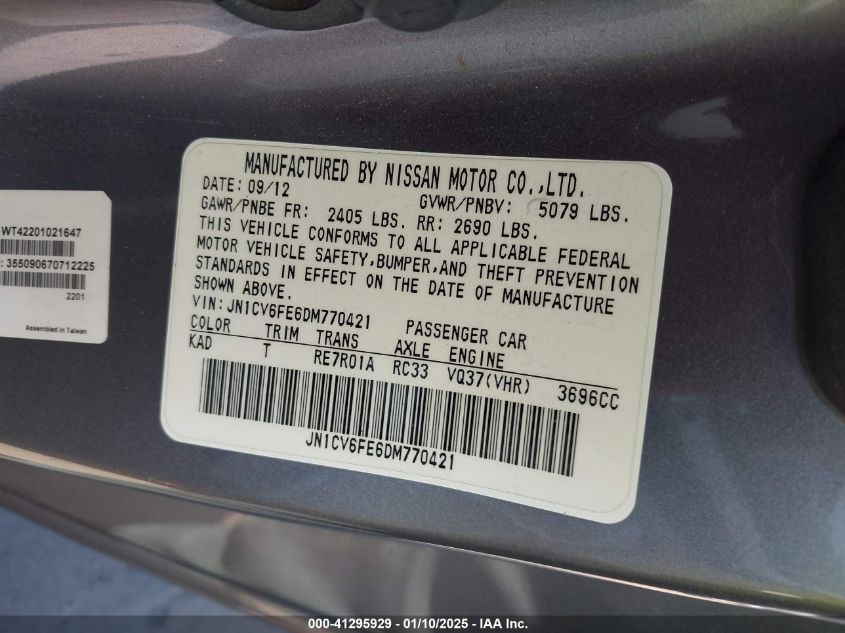 MANUFACTURED BY NISSAN MOTOR CO.,LTD.
DATE: 09/12 GVWR/PNBV: 5079 LBS.
GAWR/PNBE FR: 2405 LBS. RR: 2690 LBS.
THIS VEHICLE CONFORMS TO ALL APPLICABLE FEDERAL
MOTOR VEHICLE SAFETY,BUMPER,AND THEFT PREVENTION
STANDARDS IN EFFECT ON THE DATE OF MANUFACTURE
SHOWN ABOVE.
VIN: JN1CV6FE6DM770421 PASSENGER CAR
COLOR TRIM TRANS AXLE ENGINE
KAD T RE7R01A RC33 VQ37(VHR) 3696CC
JN1CV6FE6DM770421
WT42201021647
: 355090670712225
2201
Assembled in Taiwan
000-41295929 - 01/10/2025 - IAA Inc.